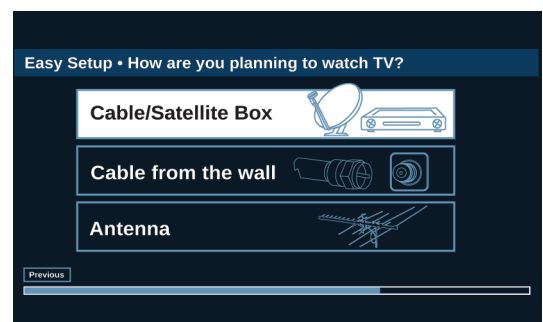 Easy Setup • How are you planning to watch TV?
Cable/Satellite Box
Cable from the wall
Antenna
Previous